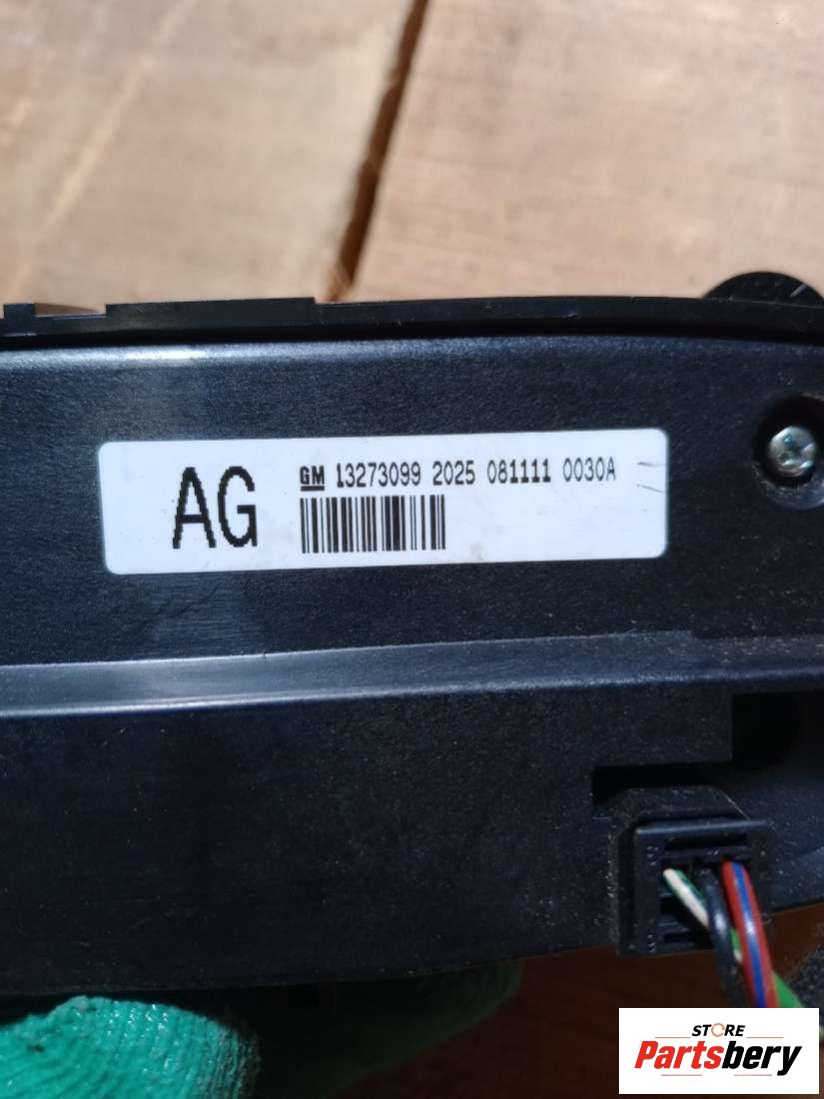 AG
GM 13273099 2025 081111 0030A
STORE
Partsbery